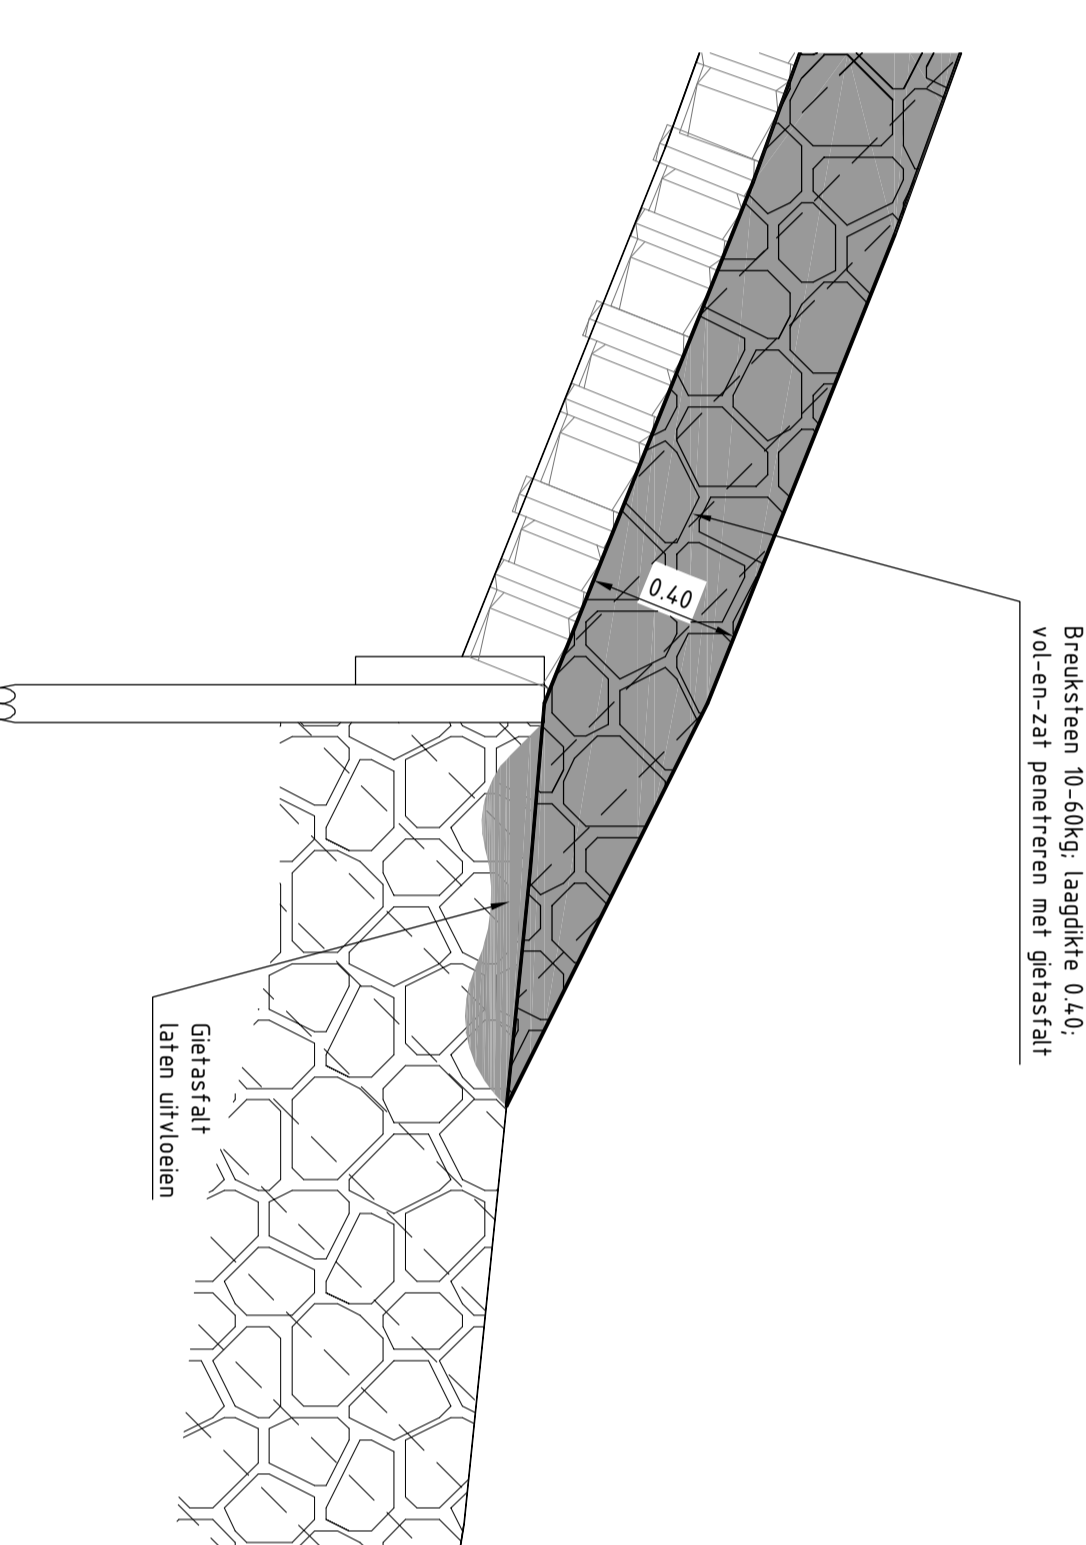 Breuksteen 10-60kg; laagdikte 0.40;
vol-en-zat penetreren met gietasfalt
0.40
Gietasfalt
laten uitvloeien